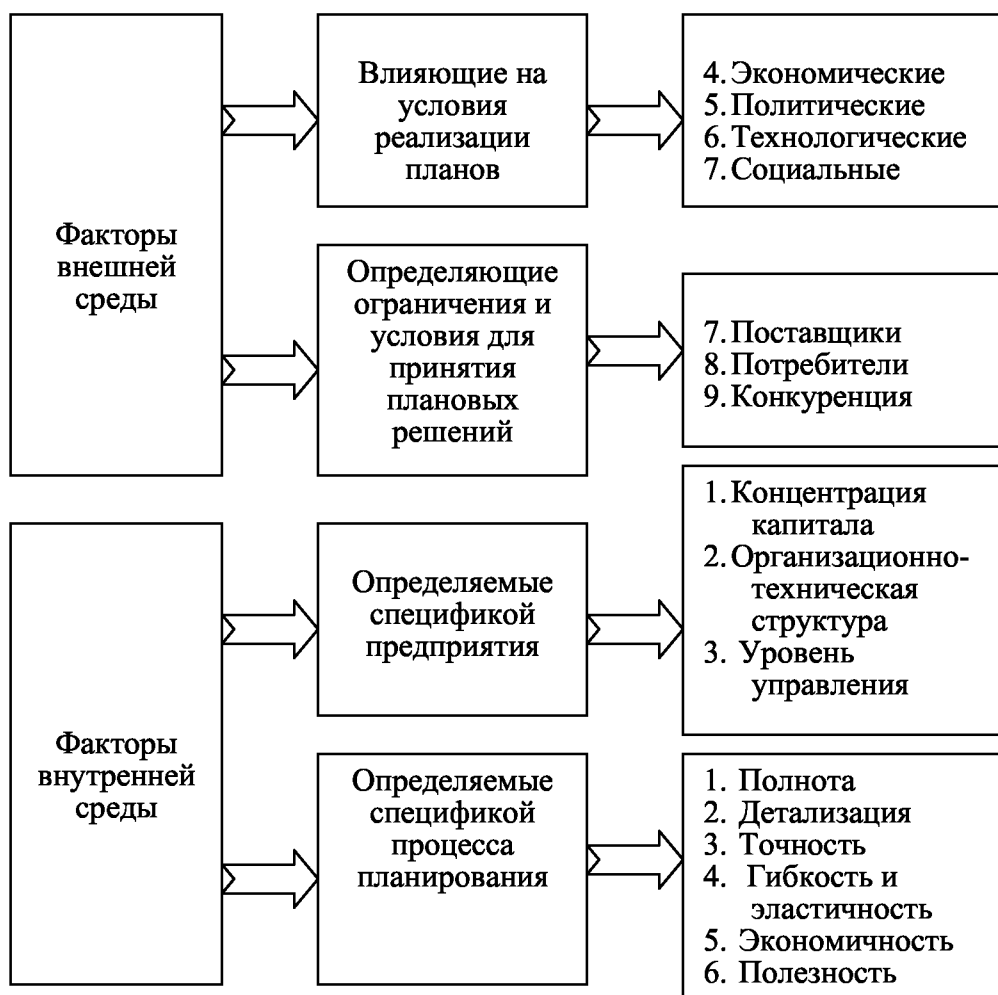 Факторы
внешней
среды
Влияющие на
условия
реализации
планов
4. Экономические
5. Политические
6. Технологические
7. Социальные
Определяющие
ограничения и
условия для
принятия
плановых
решений
7. Поставщики
8. Потребители
9. Конкуренция
Факторы
внутренней
среды
Определяемые
спецификой
предприятия
1. Концентрация
капитала
2. Организационно-
техническая
структура
3. Уровень
управления
Определяемые
спецификой
процесса
планирования
1. Полнота
2. Детализация
3. Точность
4. Гибкость и
эластичность
5. Экономичность
6. Полезность